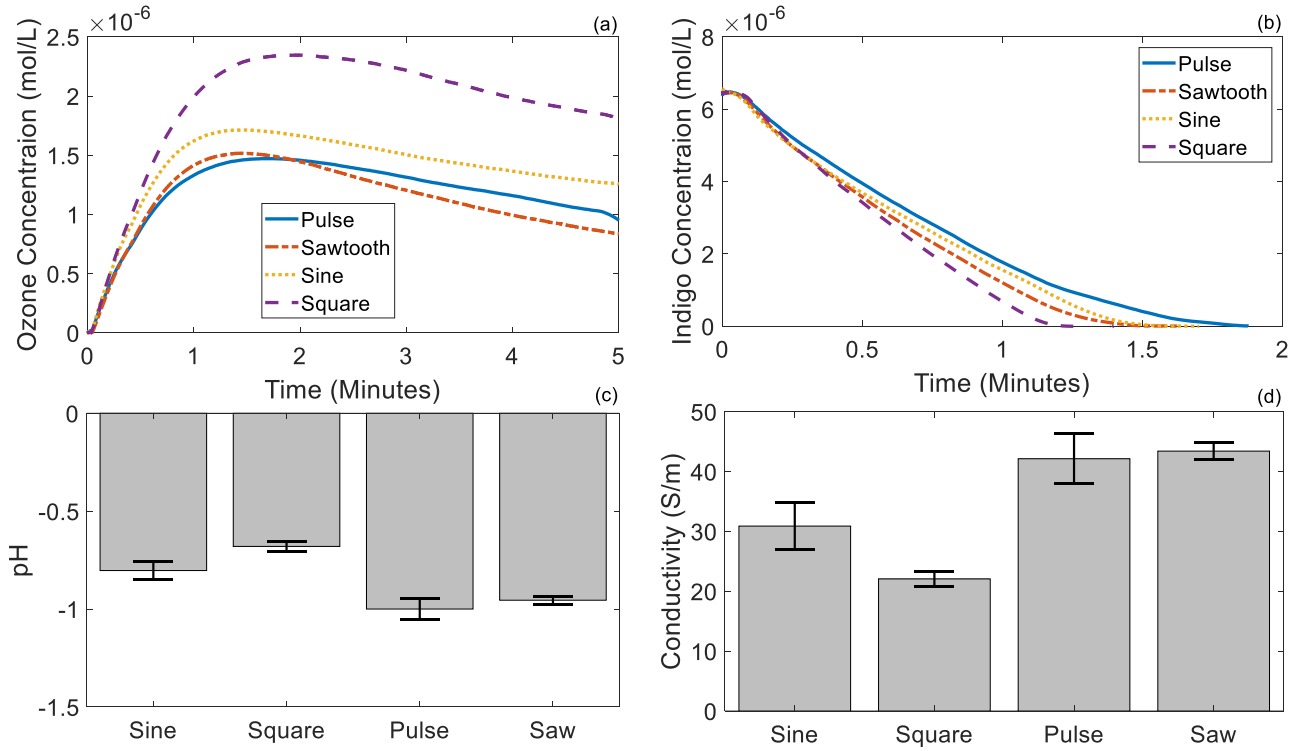 ×10⁻⁶
(a)
Ozone Concentraion (mol/L)
2.5
2
1.5
1
0.5
0
Pulse
Sawtooth
Sine
Square
0 1 2 3 4 5
Time (Minutes)
×10⁻⁶
(b)
Indigo Concentraion (mol/L)
8
6
4
2
0
Pulse
Sawtooth
Sine
Square
0 0.5 1 1.5 2
Time (Minutes)
(c)
pH
0
-0.5
-1
-1.5
Sine Square Pulse Saw
(d)
Conductivity (S/m)
50
40
30
20
10
0
Sine Square Pulse Saw